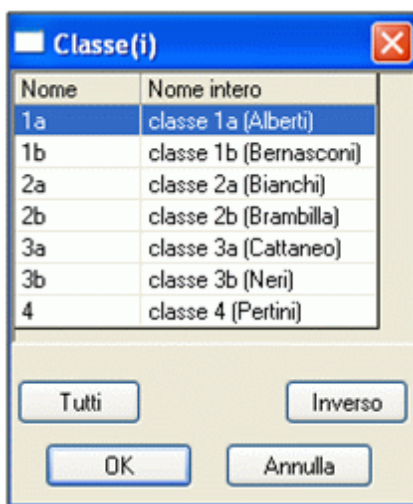 Classe(i)
Nome Nome intero
1a classe 1a (Alberti)
1b classe 1b (Bernasconi)
2a classe 2a (Bianchi)
2b classe 2b (Brambilla)
3a classe 3a (Cattaneo)
3b classe 3b (Neri)
4 classe 4 (Pertini)
Tutti Inverso
OK Annulla